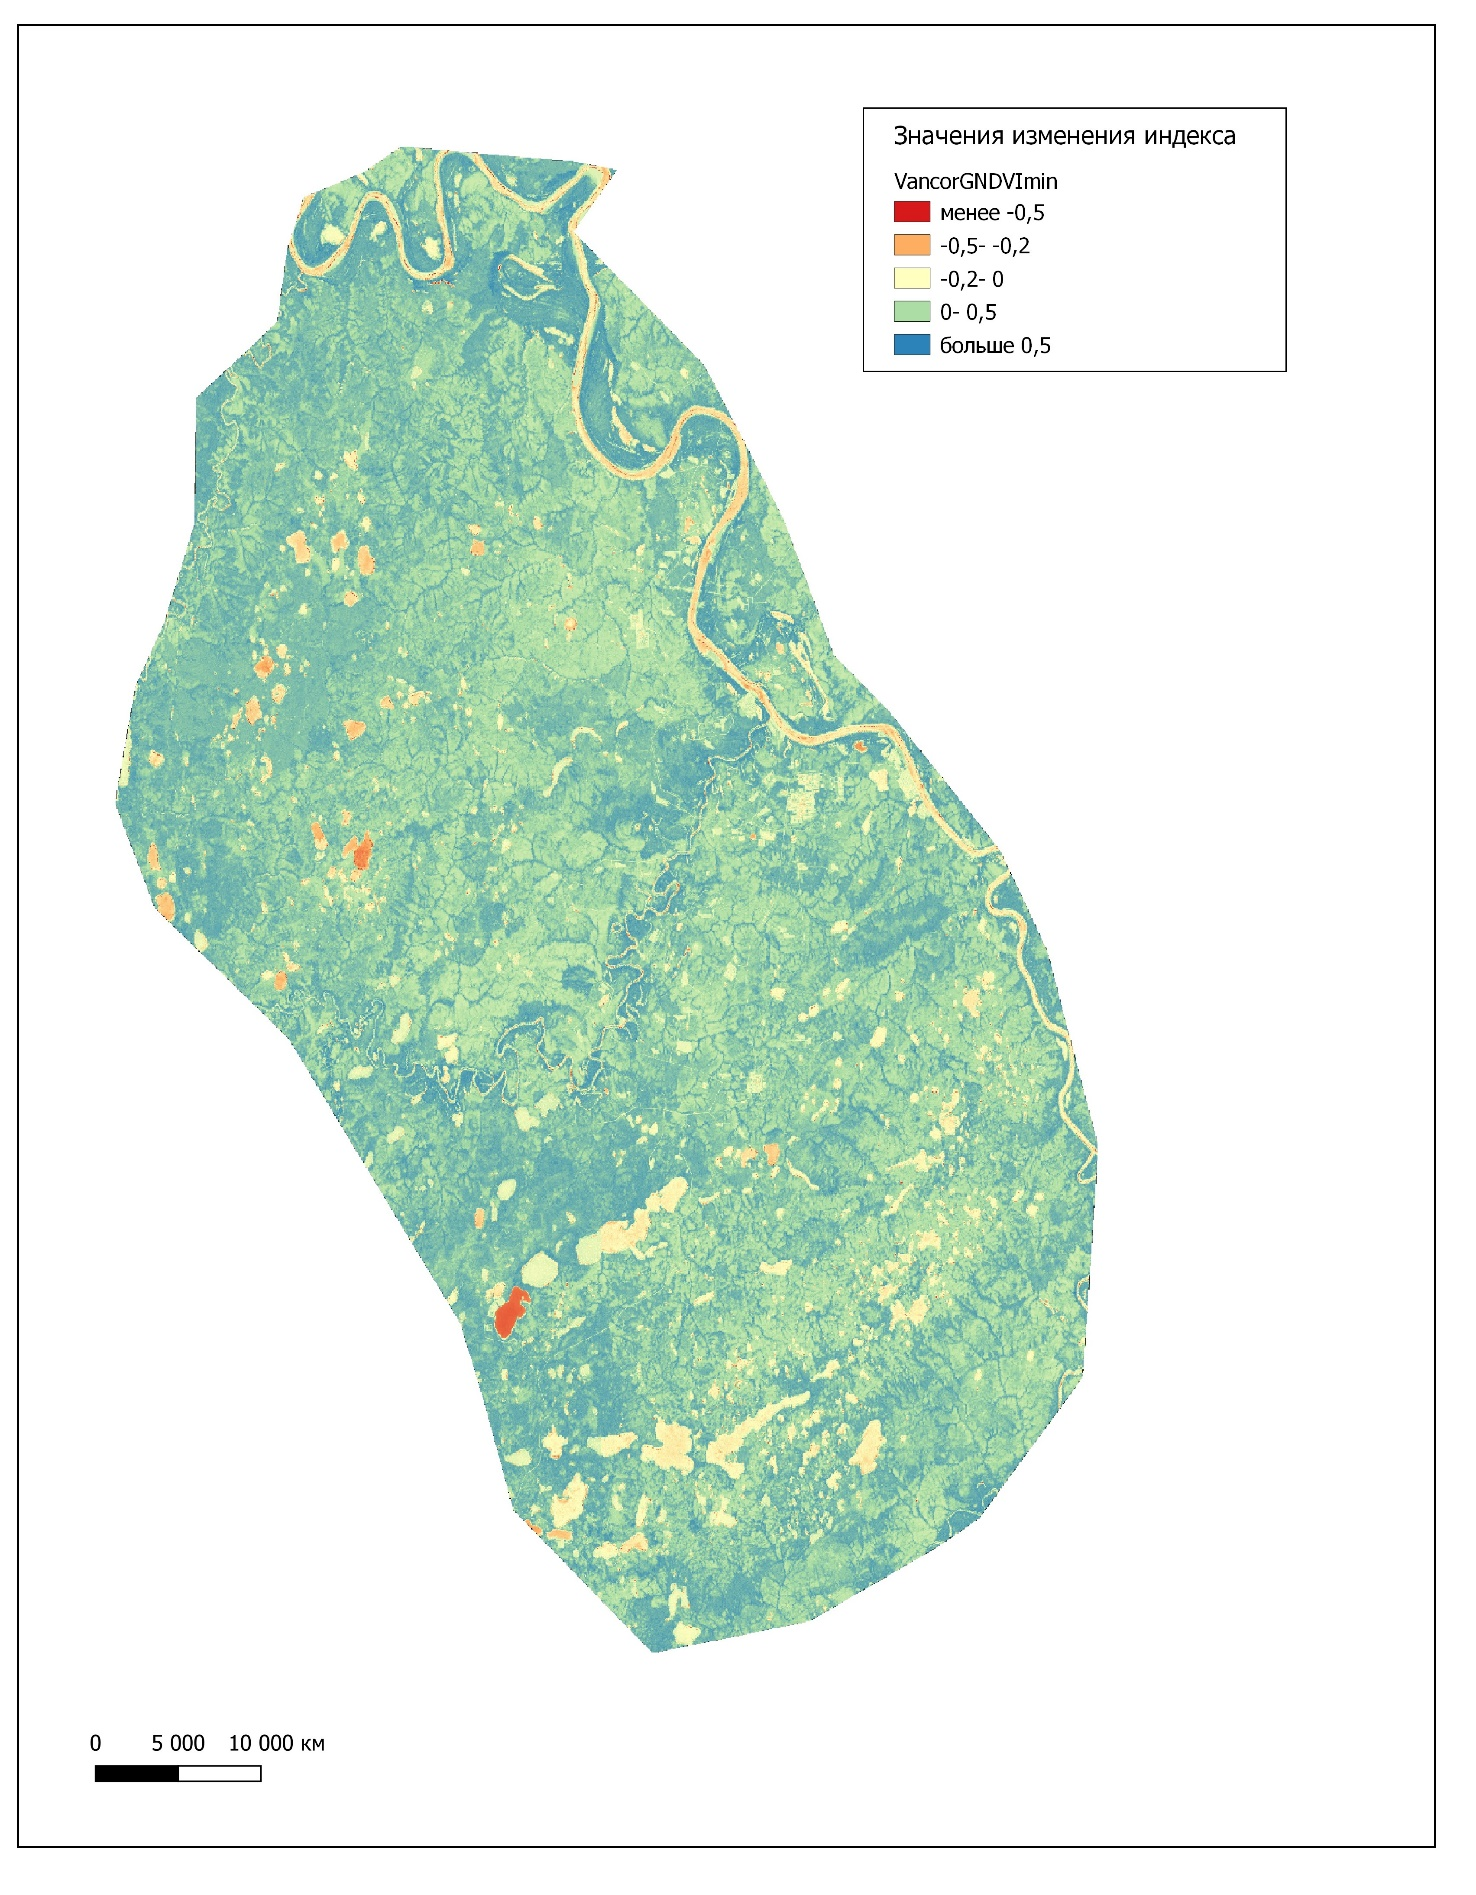 Значения изменения индекса
VancorGNDVImin
менее -0,5
-0,5- -0,2
-0,2- 0
0- 0,5
больше 0,5
0 5 000 10 000 км